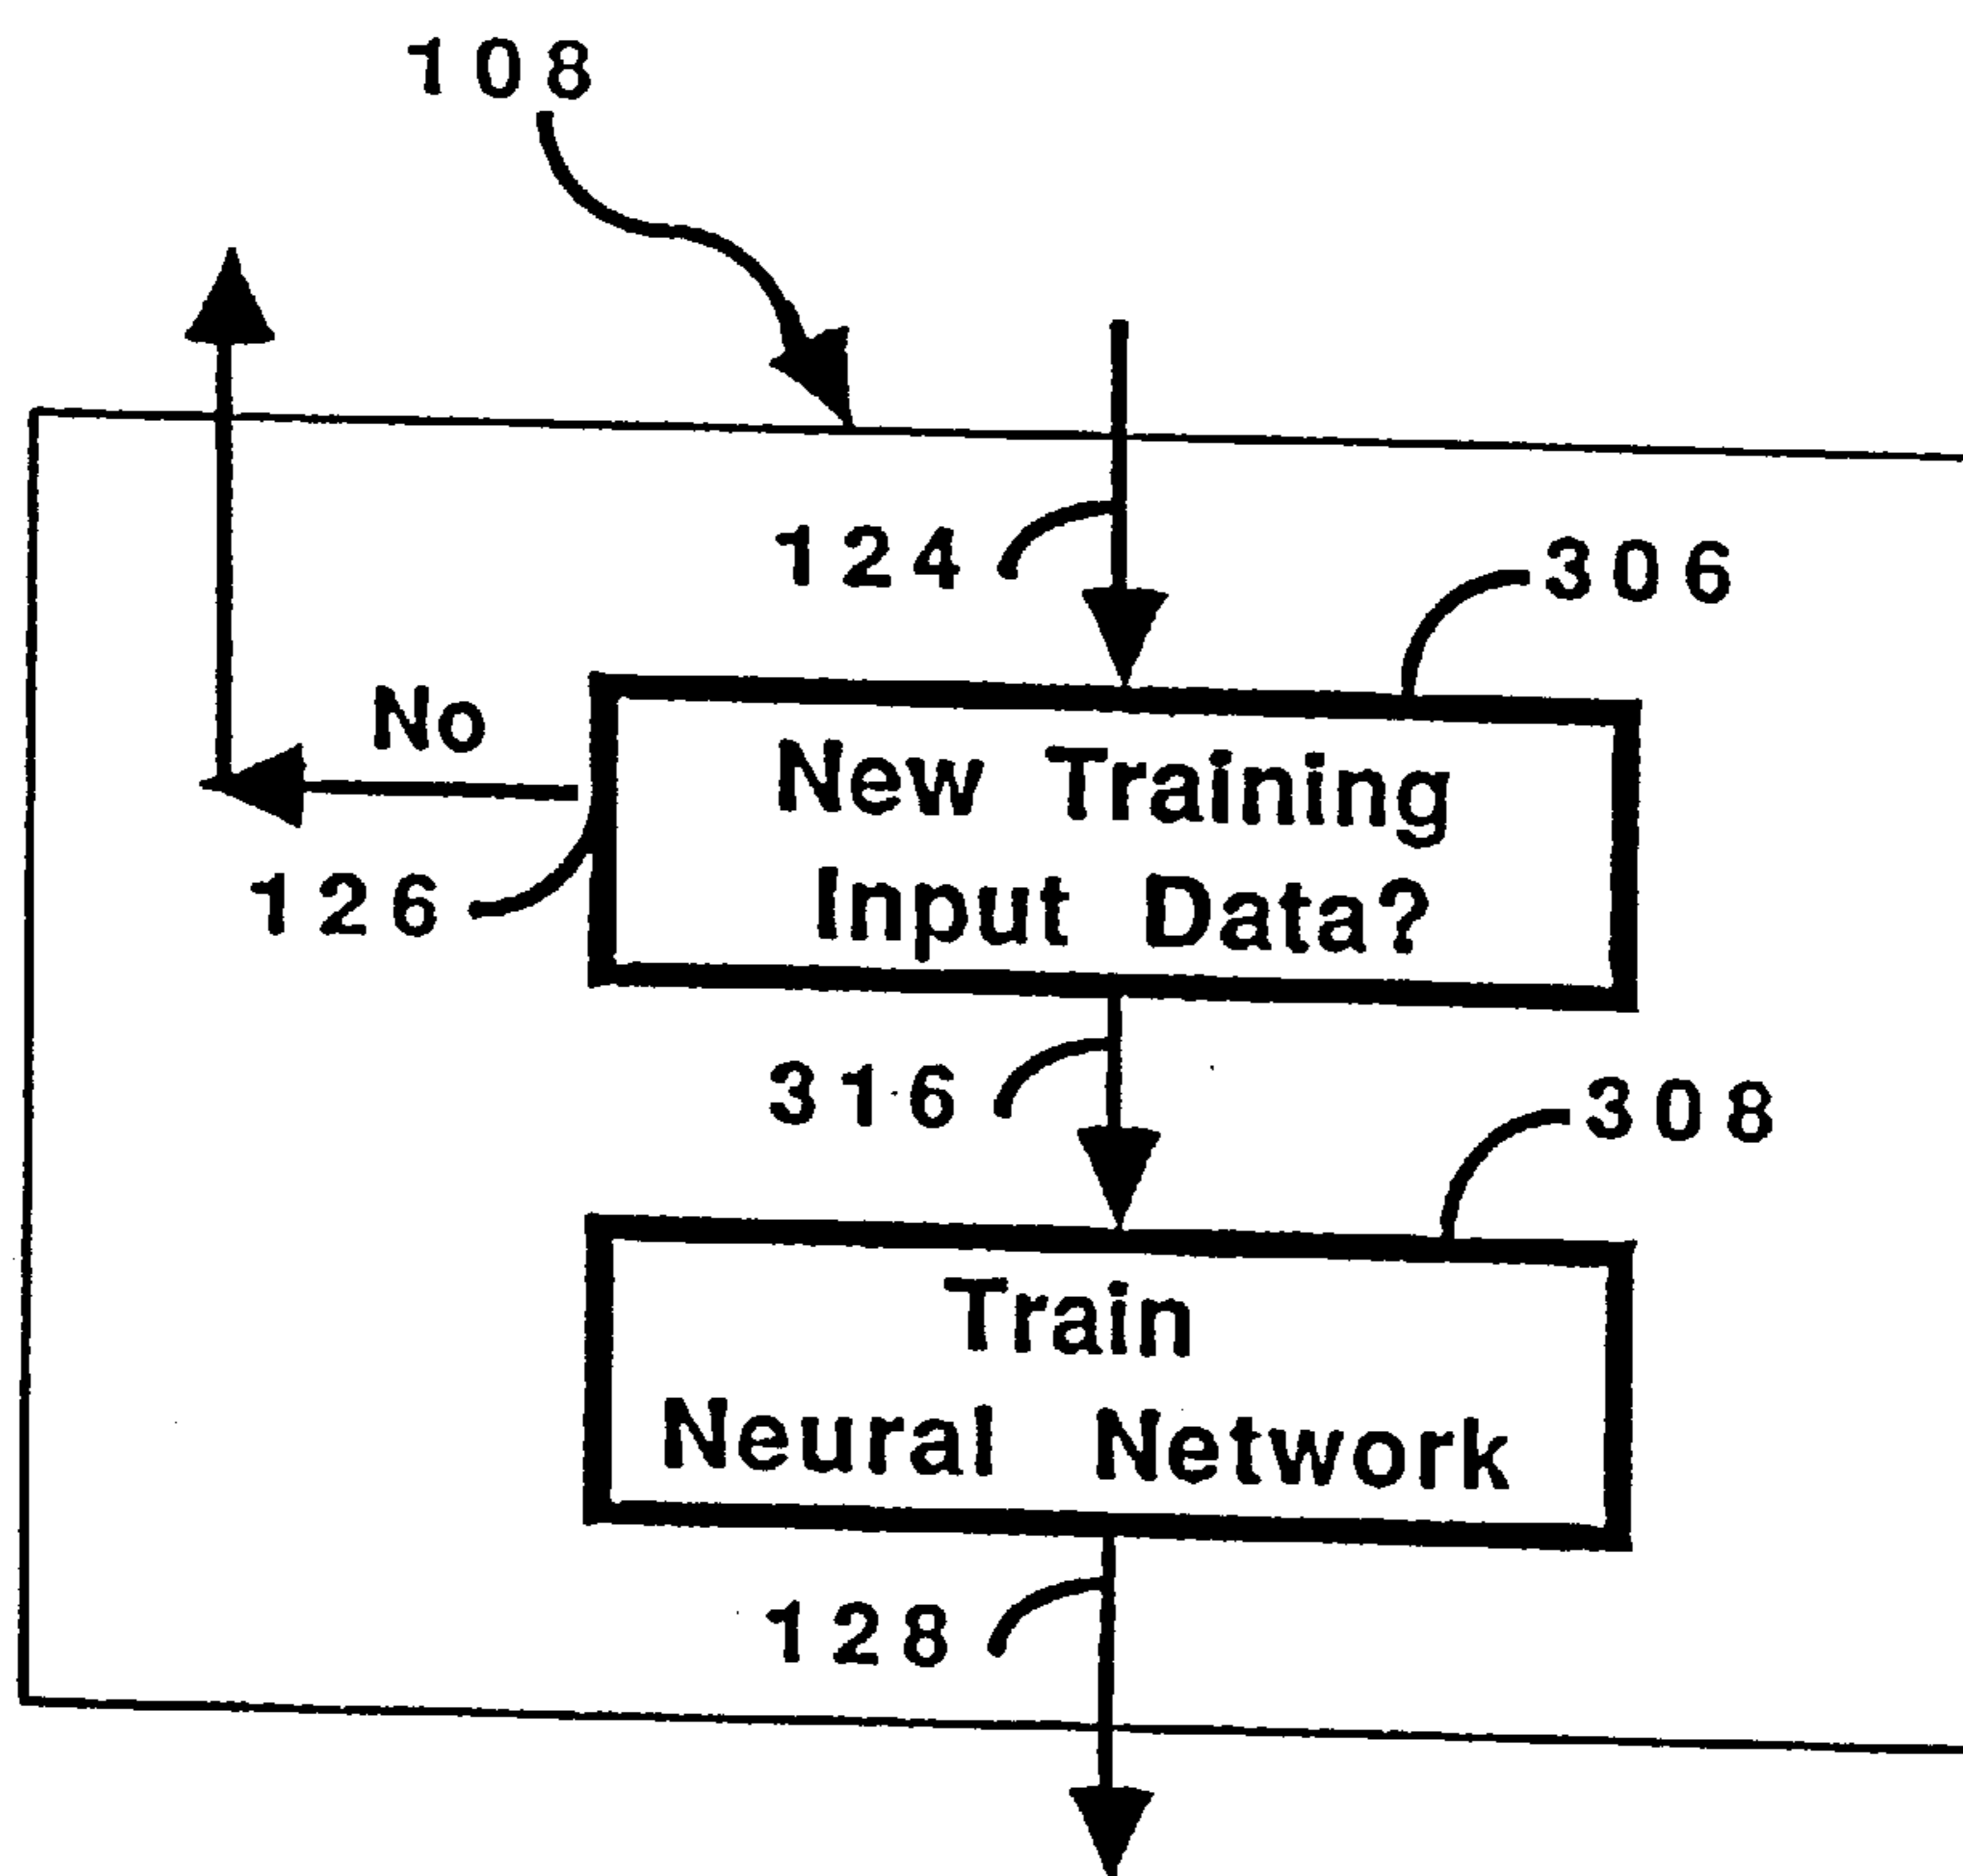 108
124
306
No
New Training
Input Data?
126
316
308
Train
Neural Network
128